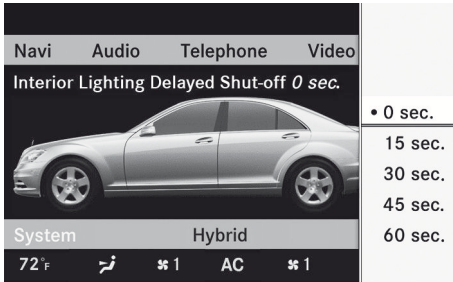 Navi Audio Telephone Video
Interior Lighting Delayed Shut-off 0 sec.
• 0 sec.
15 sec.
30 sec.
45 sec.
60 sec.
System Hybrid
72°F 1 AC 1